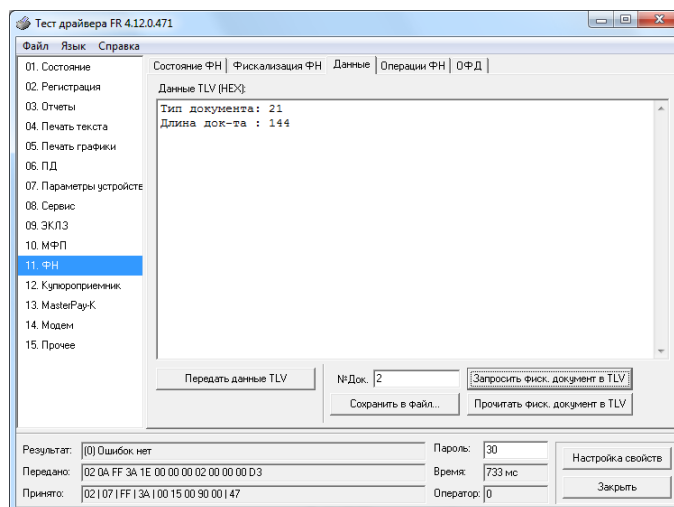 Тест драйвера FR 4.12.0.471
Файл Язык Справка
01. Состояние
02. Регистрация
03. Отчеты
04. Печать текста
05. Печать графики
06. ПД
07. Параметры устройств
08. Сервис
09. ЭКЛЗ
10. МФП
11. ФН
12. Купюроприемник
13. MasterPay-K
14. Модем
15. Прочее
Состояние ФН Фискализация ФН Данные Операции ФН ОФД
Данные TLV (HEX):
Тип документа: 21
Длина док-та : 144
Передать данные TLV №Док. 2 Запросить фиск. документ в TLV
Сохранить в файл... Прочитать фиск. документ в TLV
Результат: (0) Ошибок нет Пароль: 30
Настройка свойств
Передано: 02 0A FF 3A 1E 00 00 00 02 00 00 00 D3 Время: 733 мс
Принято: 02 | 07 | FF | 3A | 00 15 00 90 00 | 47 Оператор: 0
Закрыть